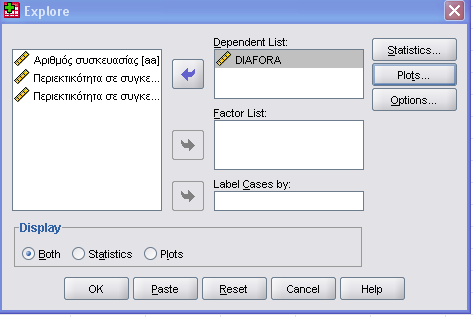 Explore
Αριθμός συσκευασίας [aa]
Περιεκτικότητα σε συγκε...
Περιεκτικότητα σε συγκε...
Dependent List:
DIAFORA
Factor List:
Label Cases by:
Statistics...
Plots...
Options...
Display
Both
Statistics
Plots
OK
Paste
Reset
Cancel
Help